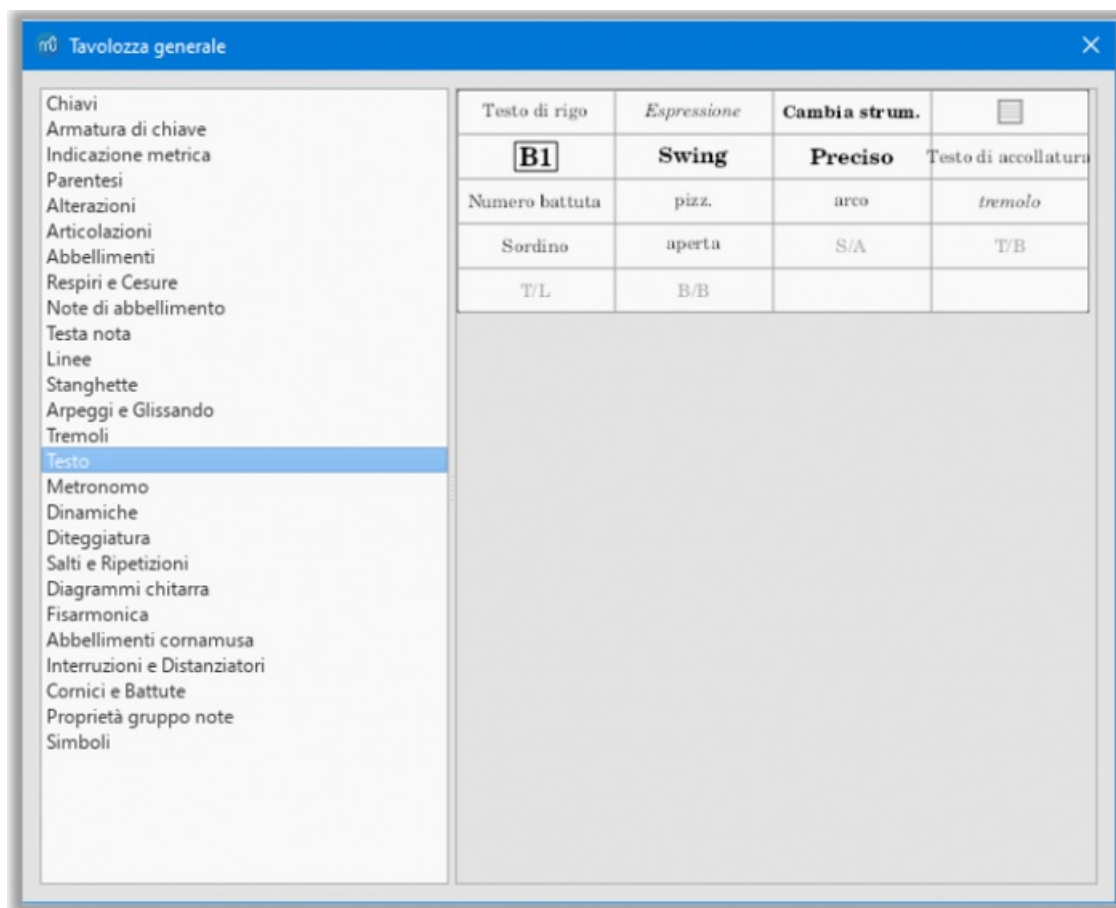 Tavolozza generale
Chiavi
Armatura di chiave
Indicazione metrica
Parentesi
Alterazioni
Articolazioni
Abbellimenti
Respiri e Cesure
Note di abbellimento
Testa nota
Linee
Stanghette
Arpeggi e Glissando
Tremoli
Testo
Metronomo
Dinamiche
Diteggiatura
Salti e Ripetizioni
Diagrammi chitarra
Fisarmonica
Abbellimenti cornamusa
Interruzioni e Distanziatori
Cornici e Battute
Proprietà gruppo note
Simboli
Testo di rigo Espressione Cambia strum.
B1 Swing Preciso Testo di accollatura
Numero battuta pizz. arco tremolo
Sordino aperta S/A T/B
T/L B/B